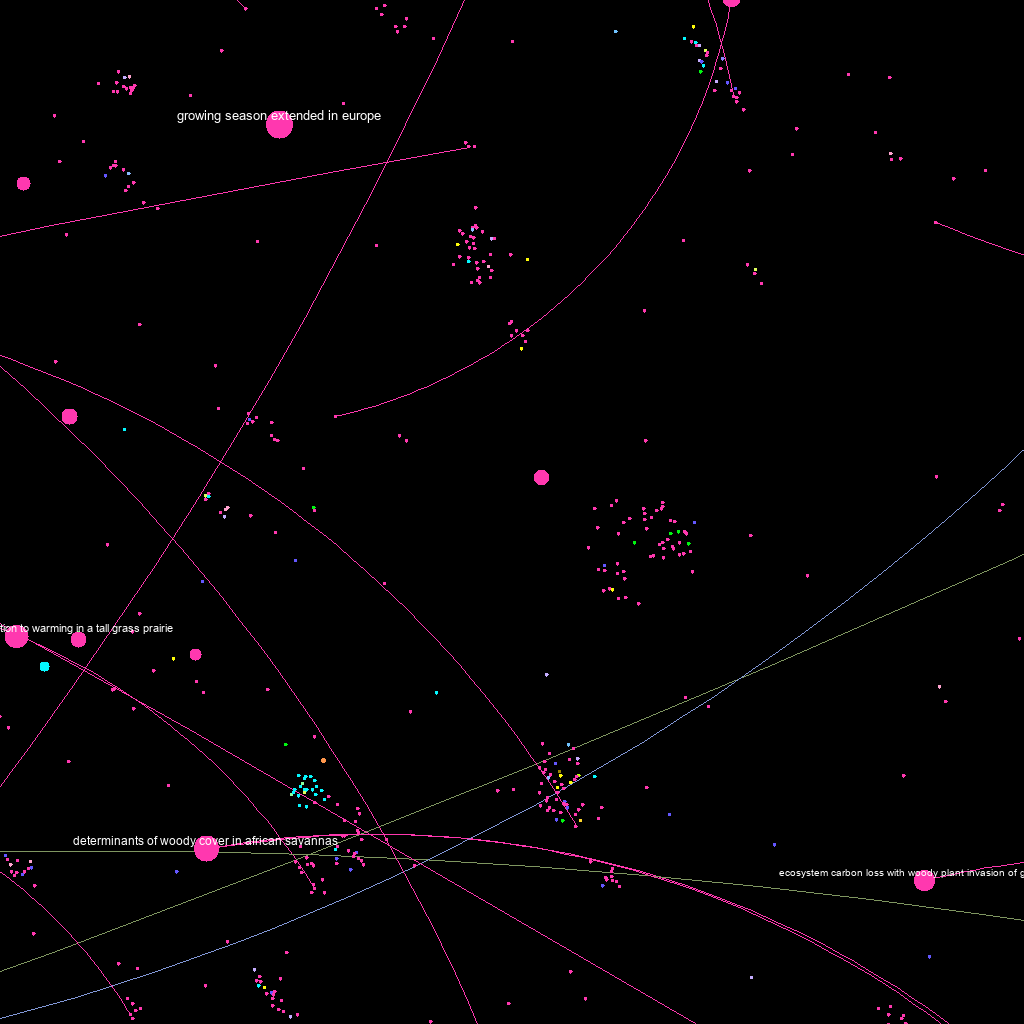 growing season extended in europe
tion to warming in a tall grass prairie
determinants of woody cover in african savannas
ecosystem carbon loss with woody plant invasion of g